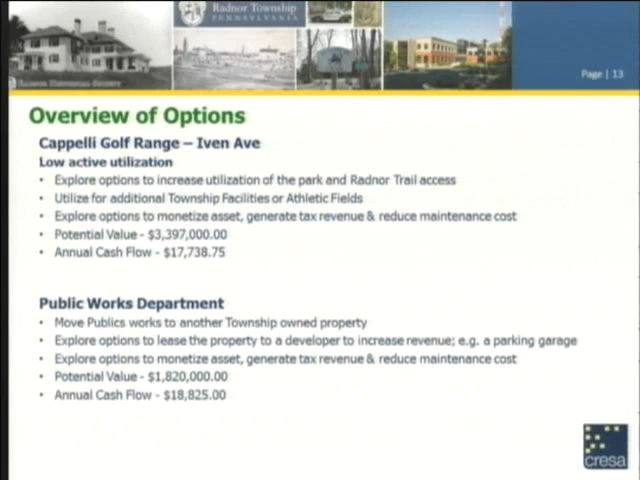 Radnor Township
PENNSYLVANIA
Radnor Historical Society
Page | 13
Overview of Options
Cappelli Golf Range – Iven Ave
Low active utilization
• Explore options to increase utilization of the park and Radnor Trail access
• Utilize for additional Township Facilities or Athletic Fields
• Explore options to monetize asset, generate tax revenue & reduce maintenance cost
• Potential Value - $3,397,000.00
• Annual Cash Flow - $17,738.75
Public Works Department
• Move Publics works to another Township owned property
• Explore options to lease the property to a developer to increase revenue; e.g. a parking garage
• Explore options to monetize asset, generate tax revenue & reduce maintenance cost
• Potential Value - $1,820,000.00
• Annual Cash Flow - $18,825.00
cresa